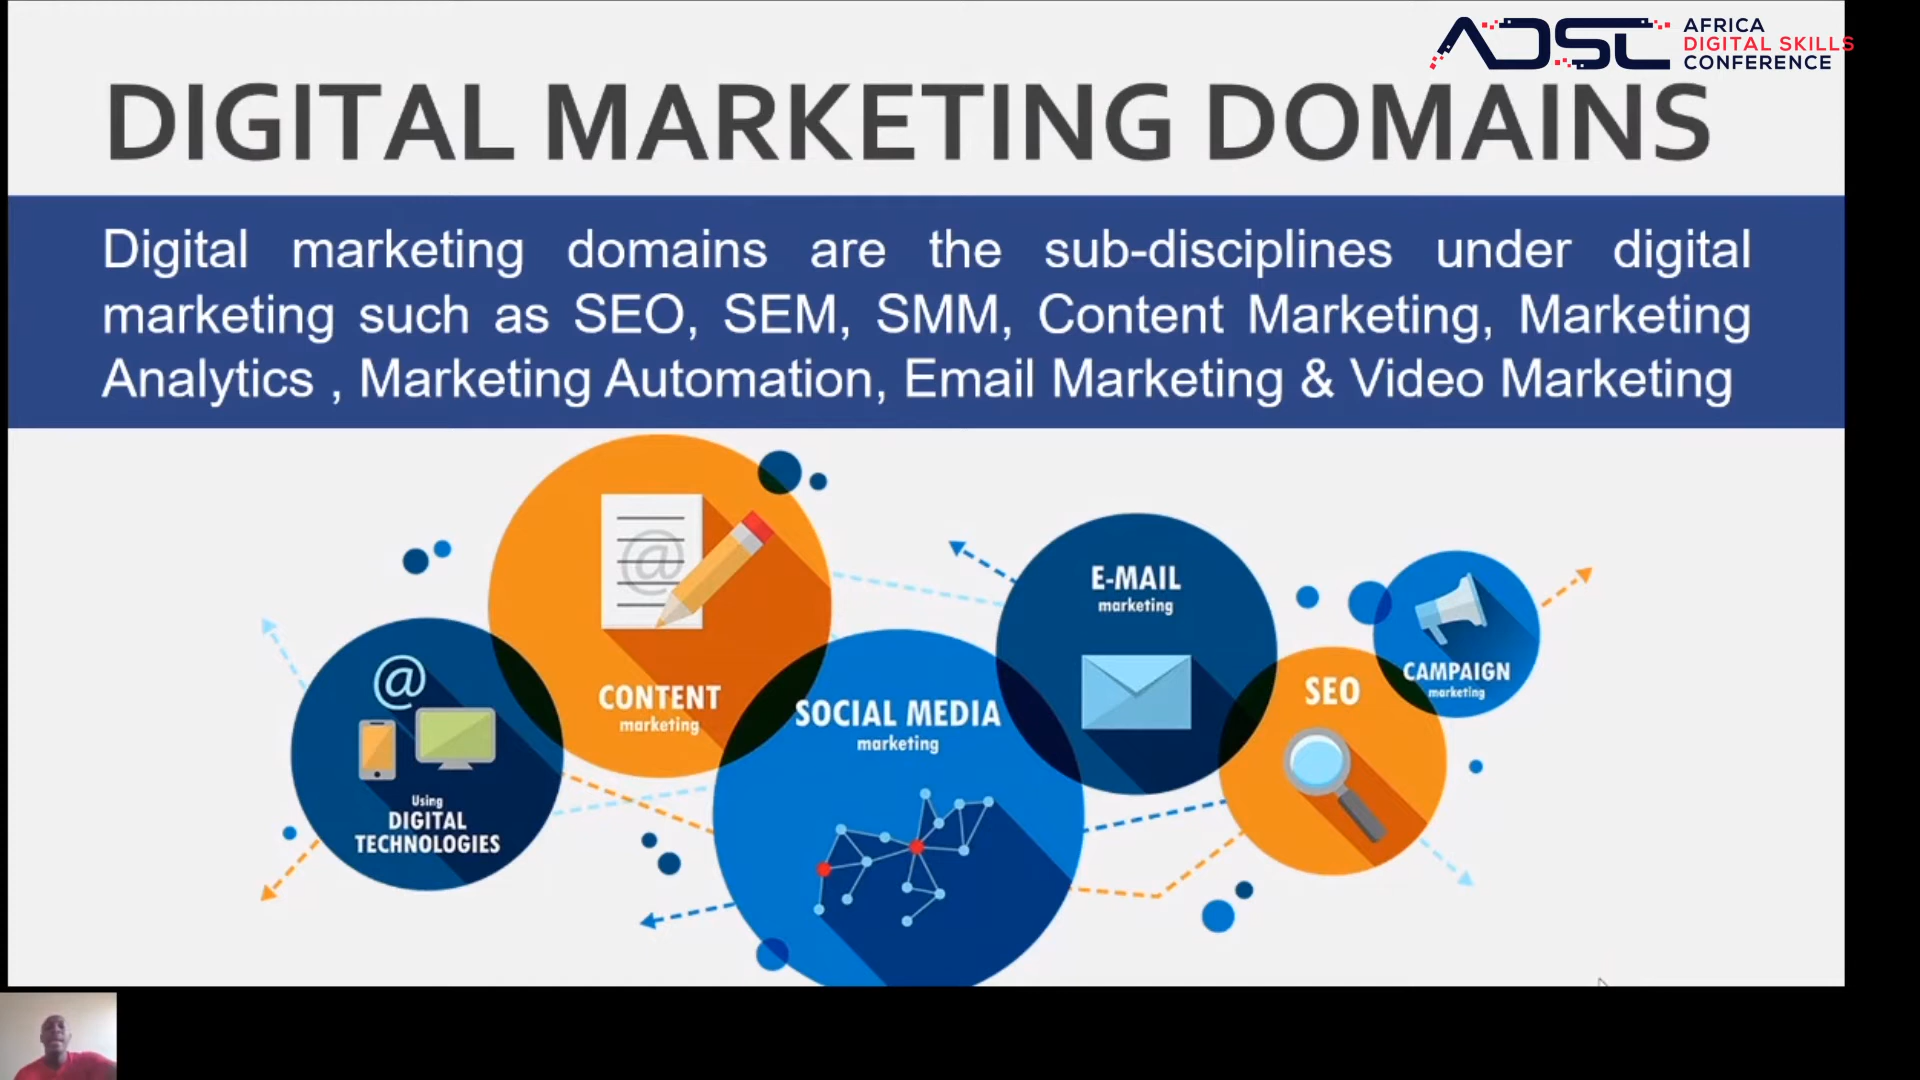 AFRICA
DIGITAL SKILLS
CONFERENCE
DIGITAL MARKETING DOMAINS
Digital marketing domains are the sub-disciplines under digital
marketing such as SEO, SEM, SMM, Content Marketing, Marketing
Analytics , Marketing Automation, Email Marketing & Video Marketing
@
Using
DIGITAL
TECHNOLOGIES
@
CONTENT
marketing
SOCIAL MEDIA
marketing
E-MAIL
marketing
SEO
CAMPAIGN
marketing